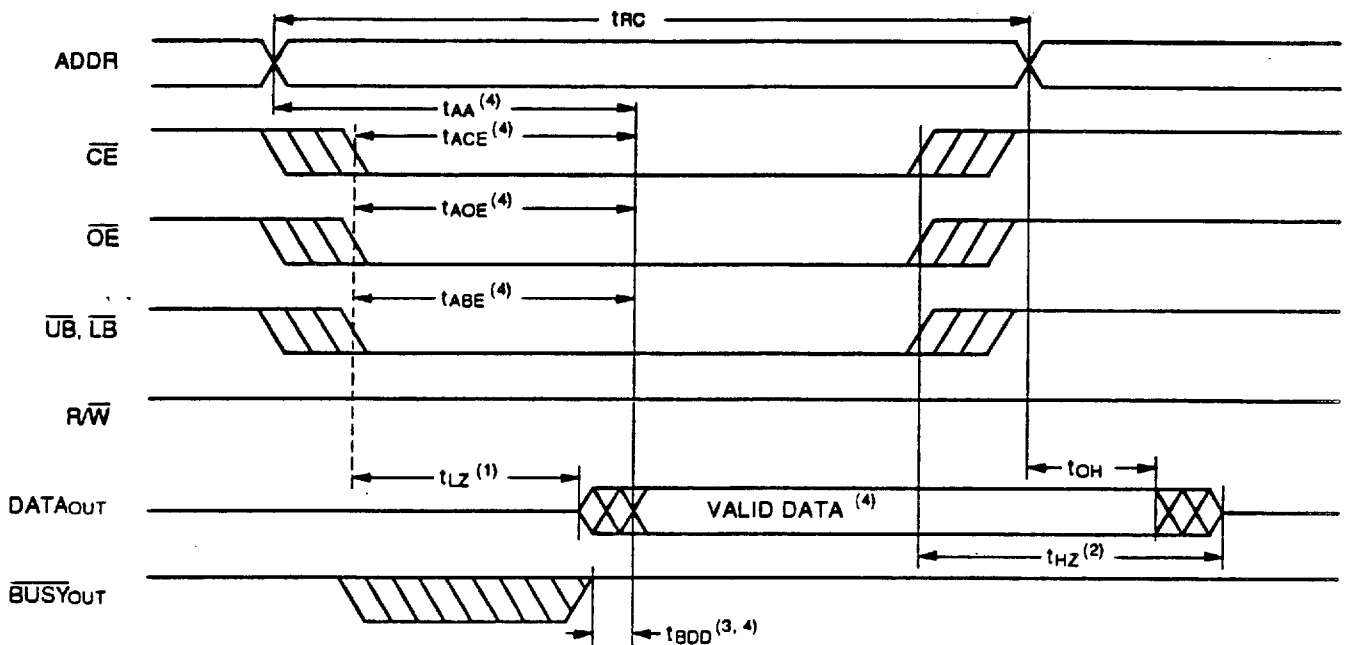 tRC
ADDR
tAA (4)
CE
tACE (4)
OE
tAOE (4)
UB, LB
tABE (4)
R/W
tLZ (1)
tOH
DATAOUT
VALID DATA (4)
tHZ (2)
BUSYOUT
tBDD (3, 4)